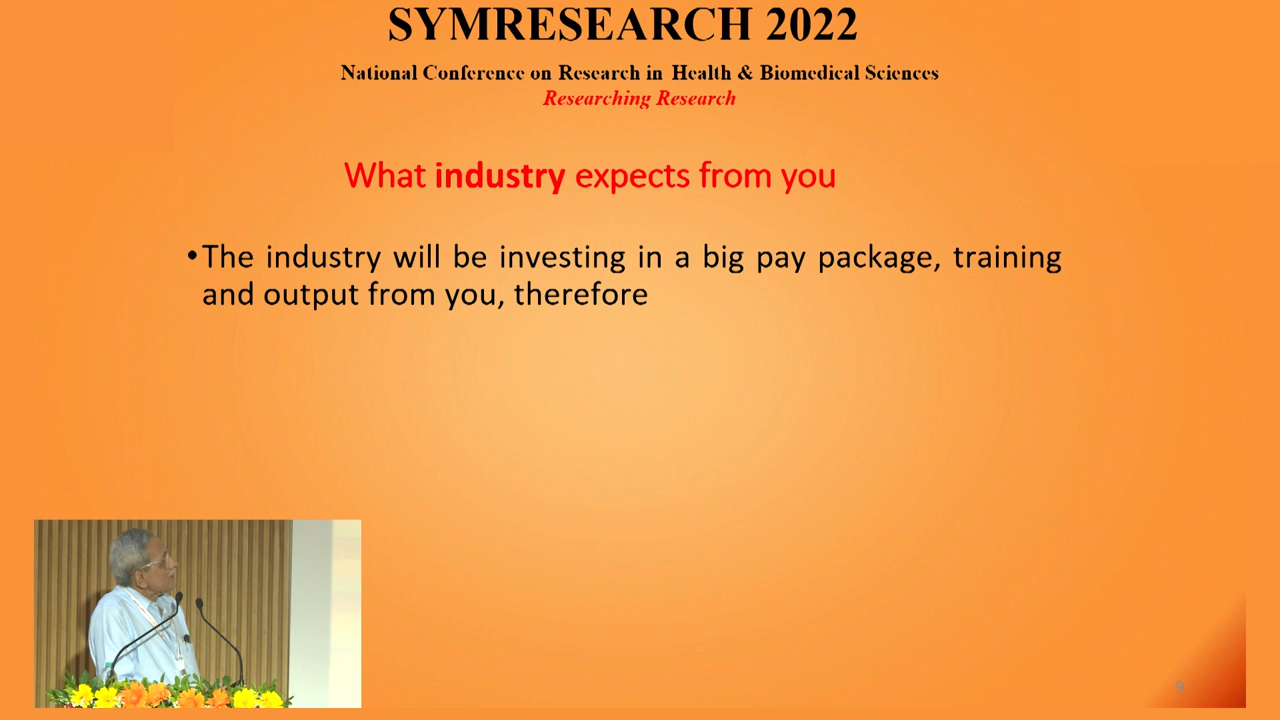 SYMRESEARCH 2022
National Conference on Research in Health & Biomedical Sciences
Researching Research
What industry expects from you
•The industry will be investing in a big pay package, training
and output from you, therefore
9